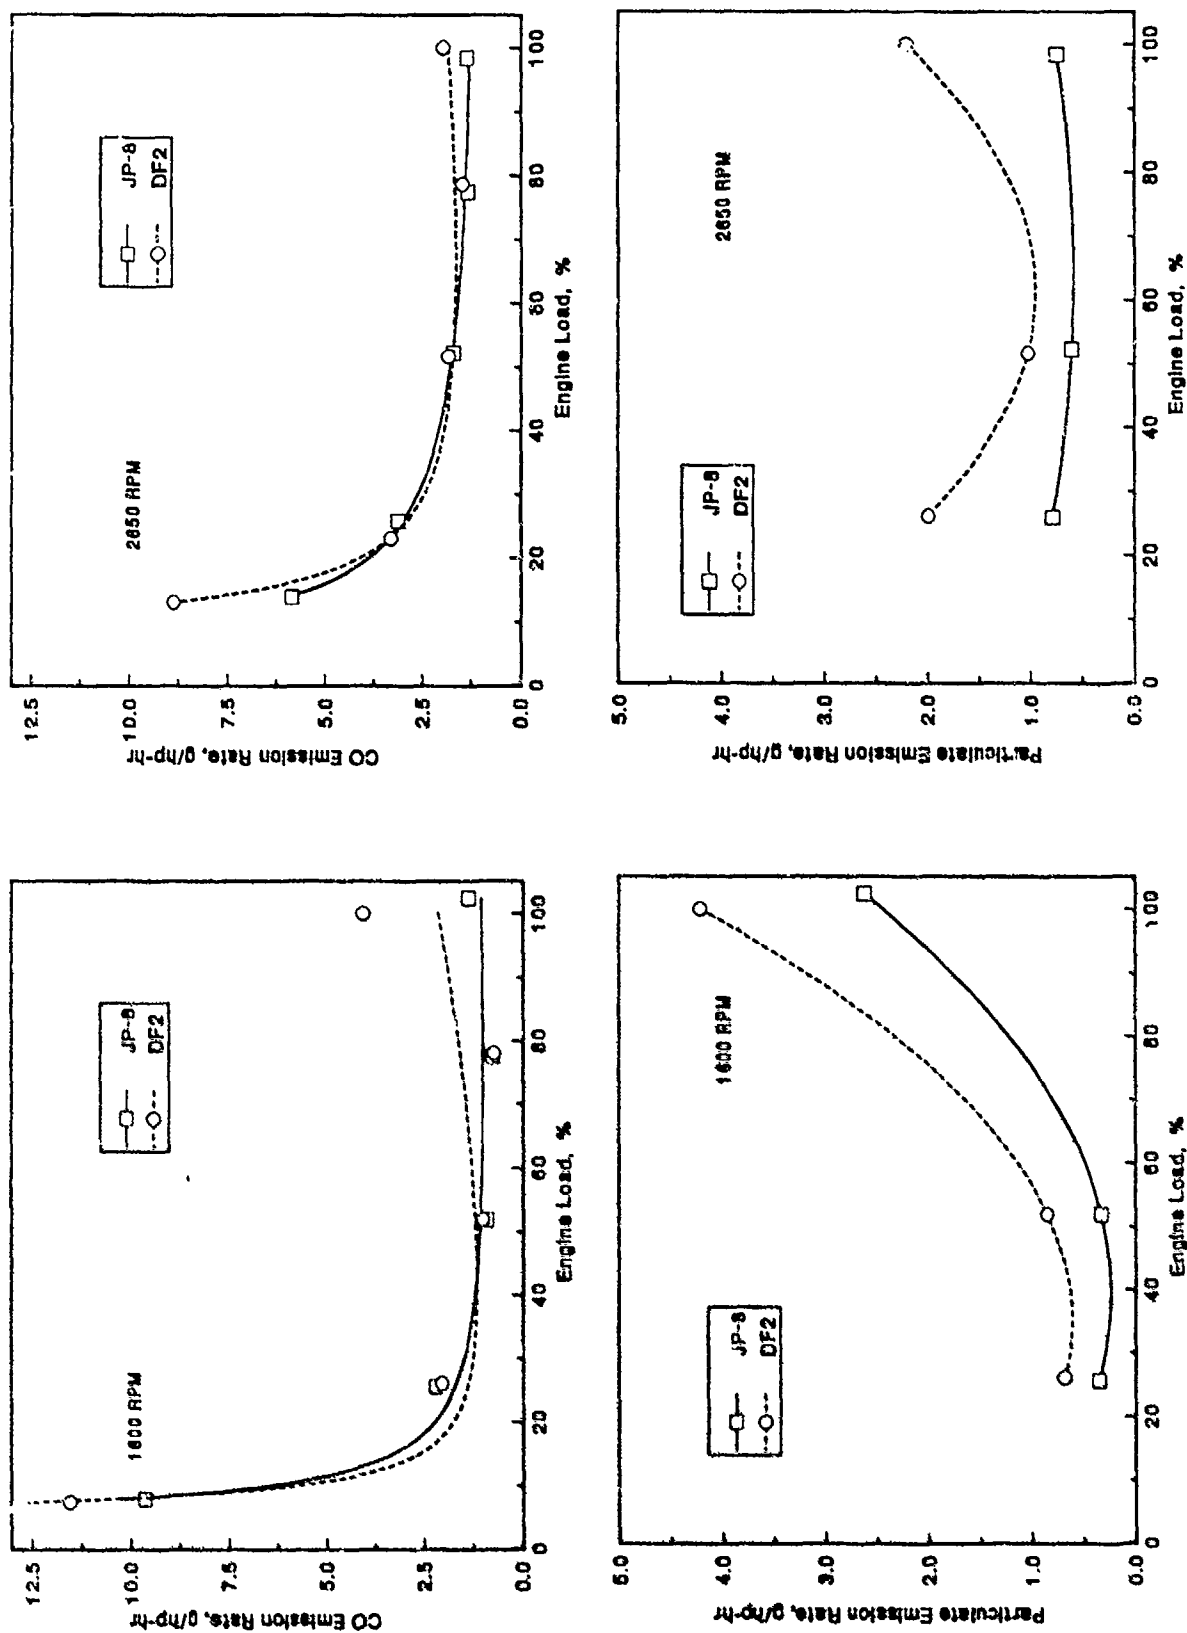 CO Emission Rate, g/hp-hr
12.5
10.0
7.5
5.0
2.5
0.0
1600 RPM
JP-8
DF2
0
20
40
60
80
100
Engine Load, %
CO Emission Rate, g/hp-hr
12.5
10.0
7.5
5.0
2.5
0.0
2650 RPM
JP-8
DF2
0
20
40
60
80
100
Engine Load, %
Particulate Emission Rate, g/hp-hr
5.0
4.0
3.0
2.0
1.0
0.0
JP-8
DF2
1600 RPM
0
20
40
60
80
100
Engine Load, %
Particulate Emission Rate, g/hp-hr
5.0
4.0
3.0
2.0
1.0
0.0
JP-8
DF2
2650 RPM
0
20
40
60
80
100
Engine Load, %